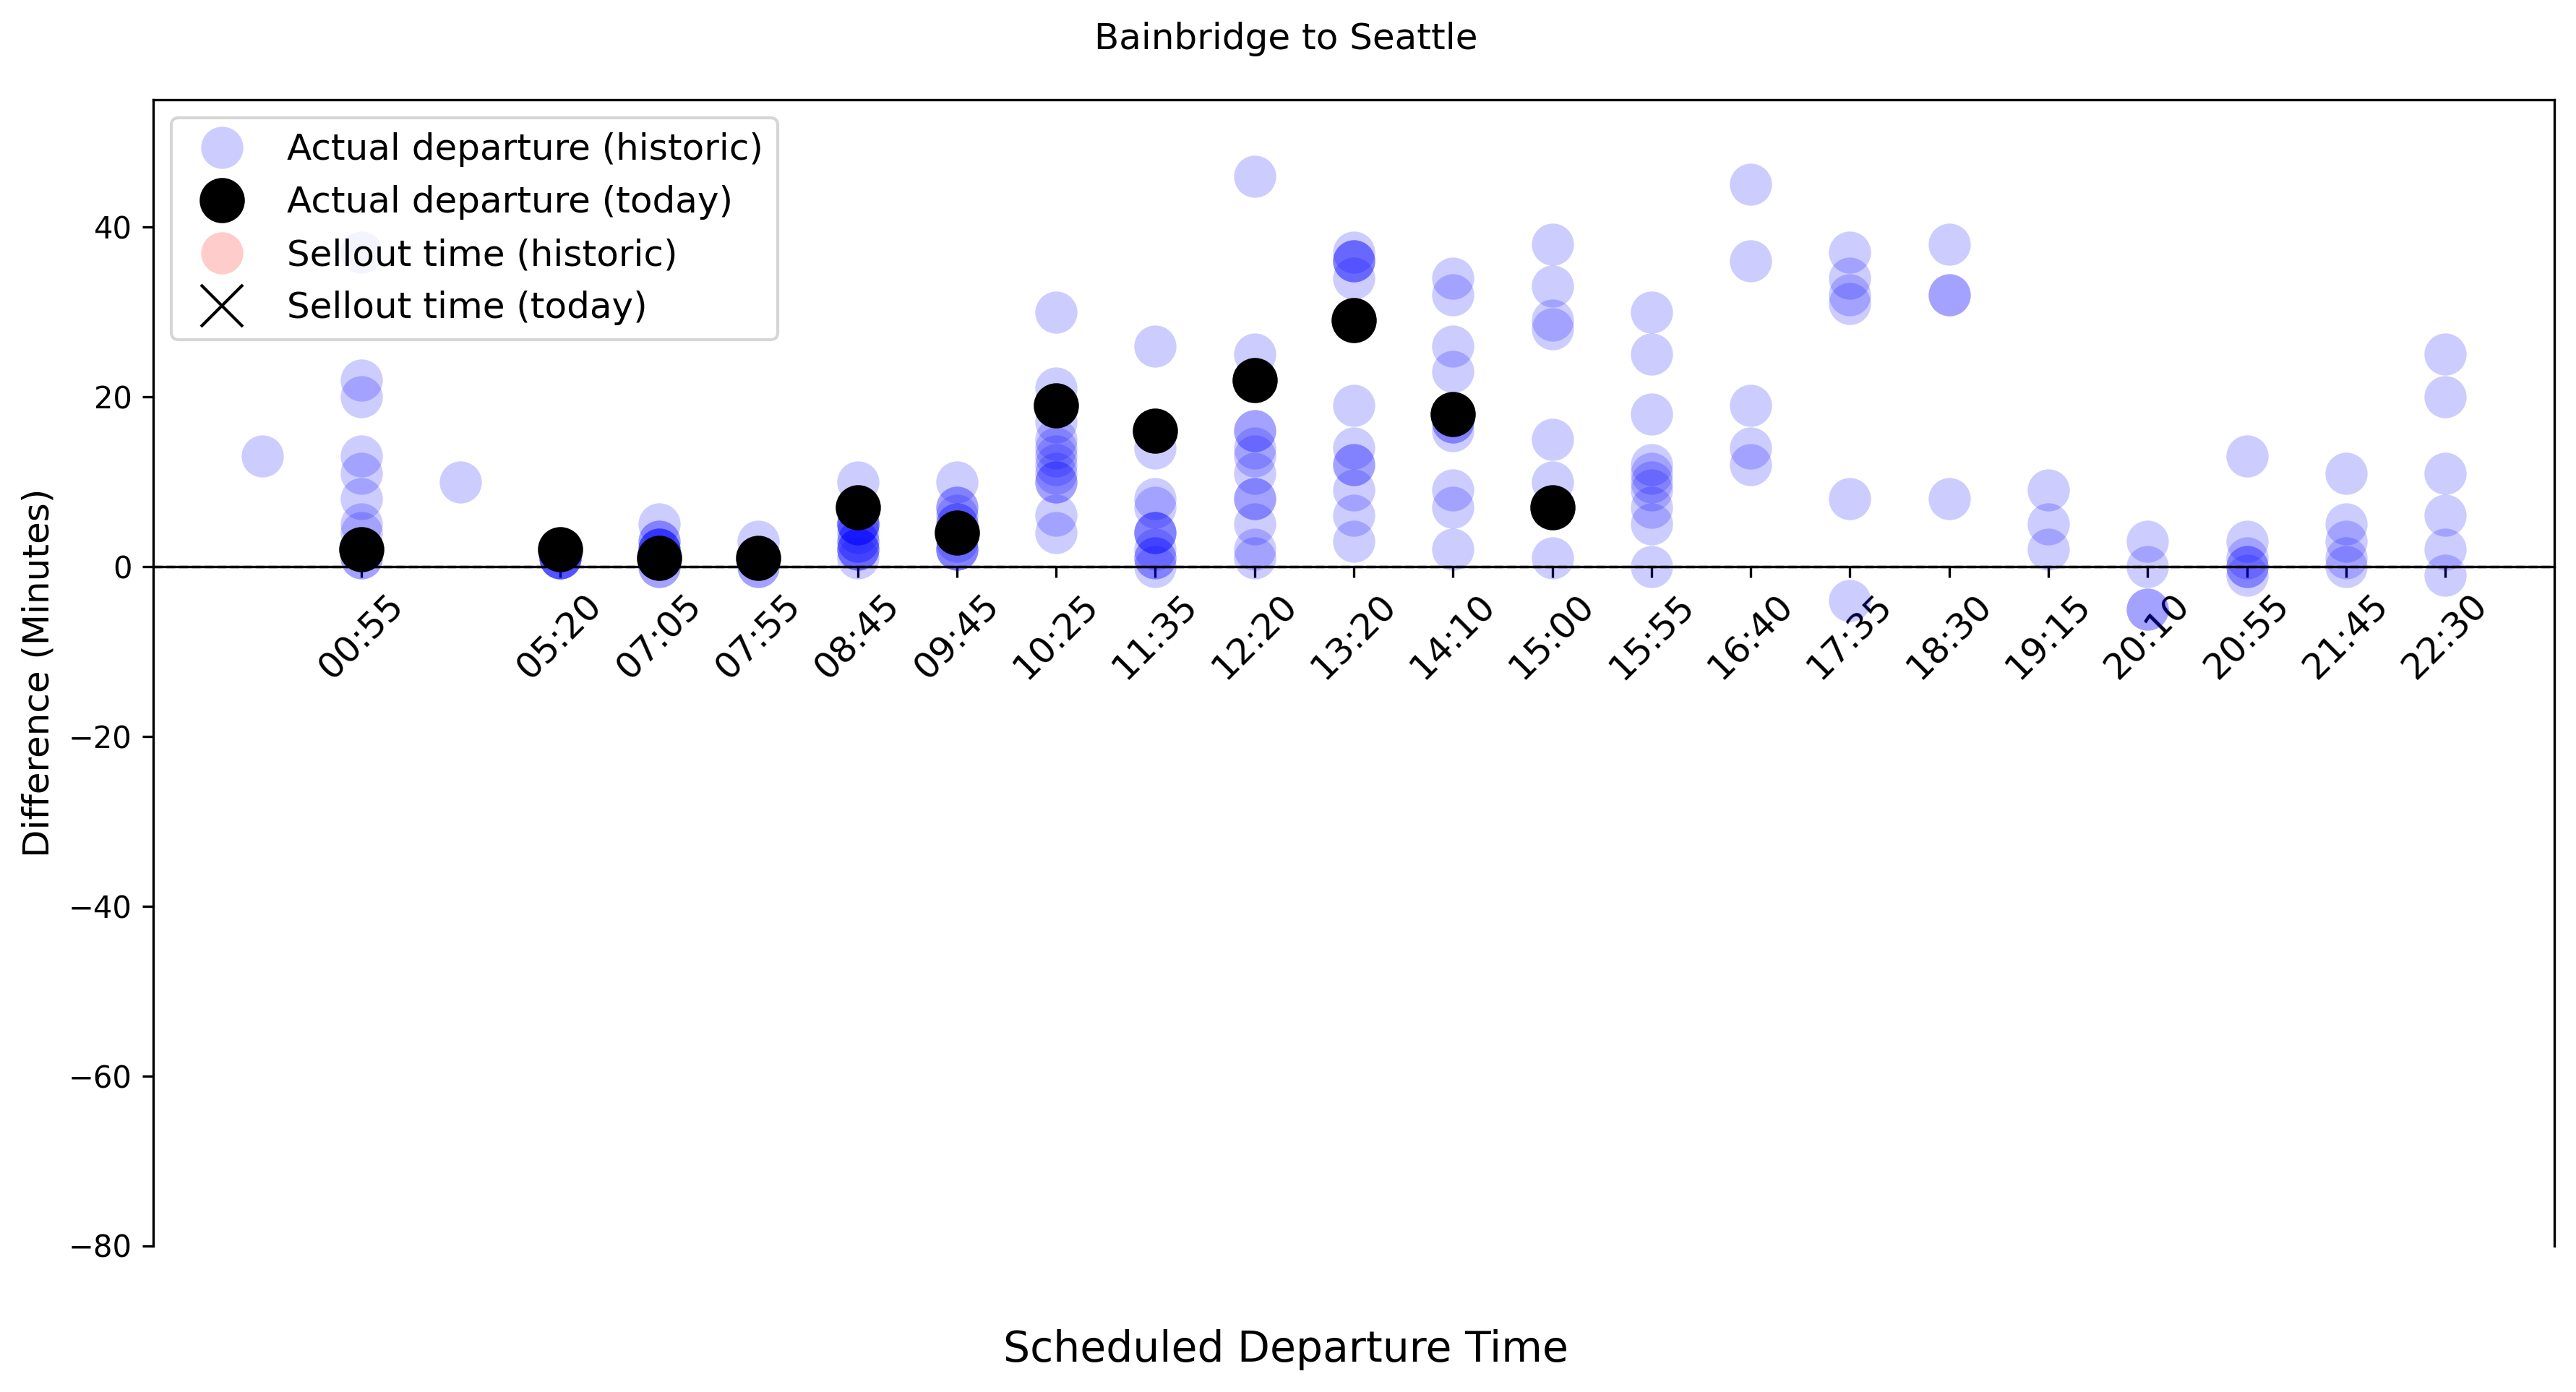 Bainbridge to Seattle
Actual departure (historic)
Actual departure (today)
Sellout time (historic)
Sellout time (today)
Difference (Minutes)
40
20
0
−20
−40
−60
−80
00:55 05:20 07:05 07:55 08:45 09:45 10:25 11:35 12:20 13:20 14:10 15:00 15:55 16:40 17:35 18:30 19:15 20:10 20:55 21:45 22:30
Scheduled Departure Time